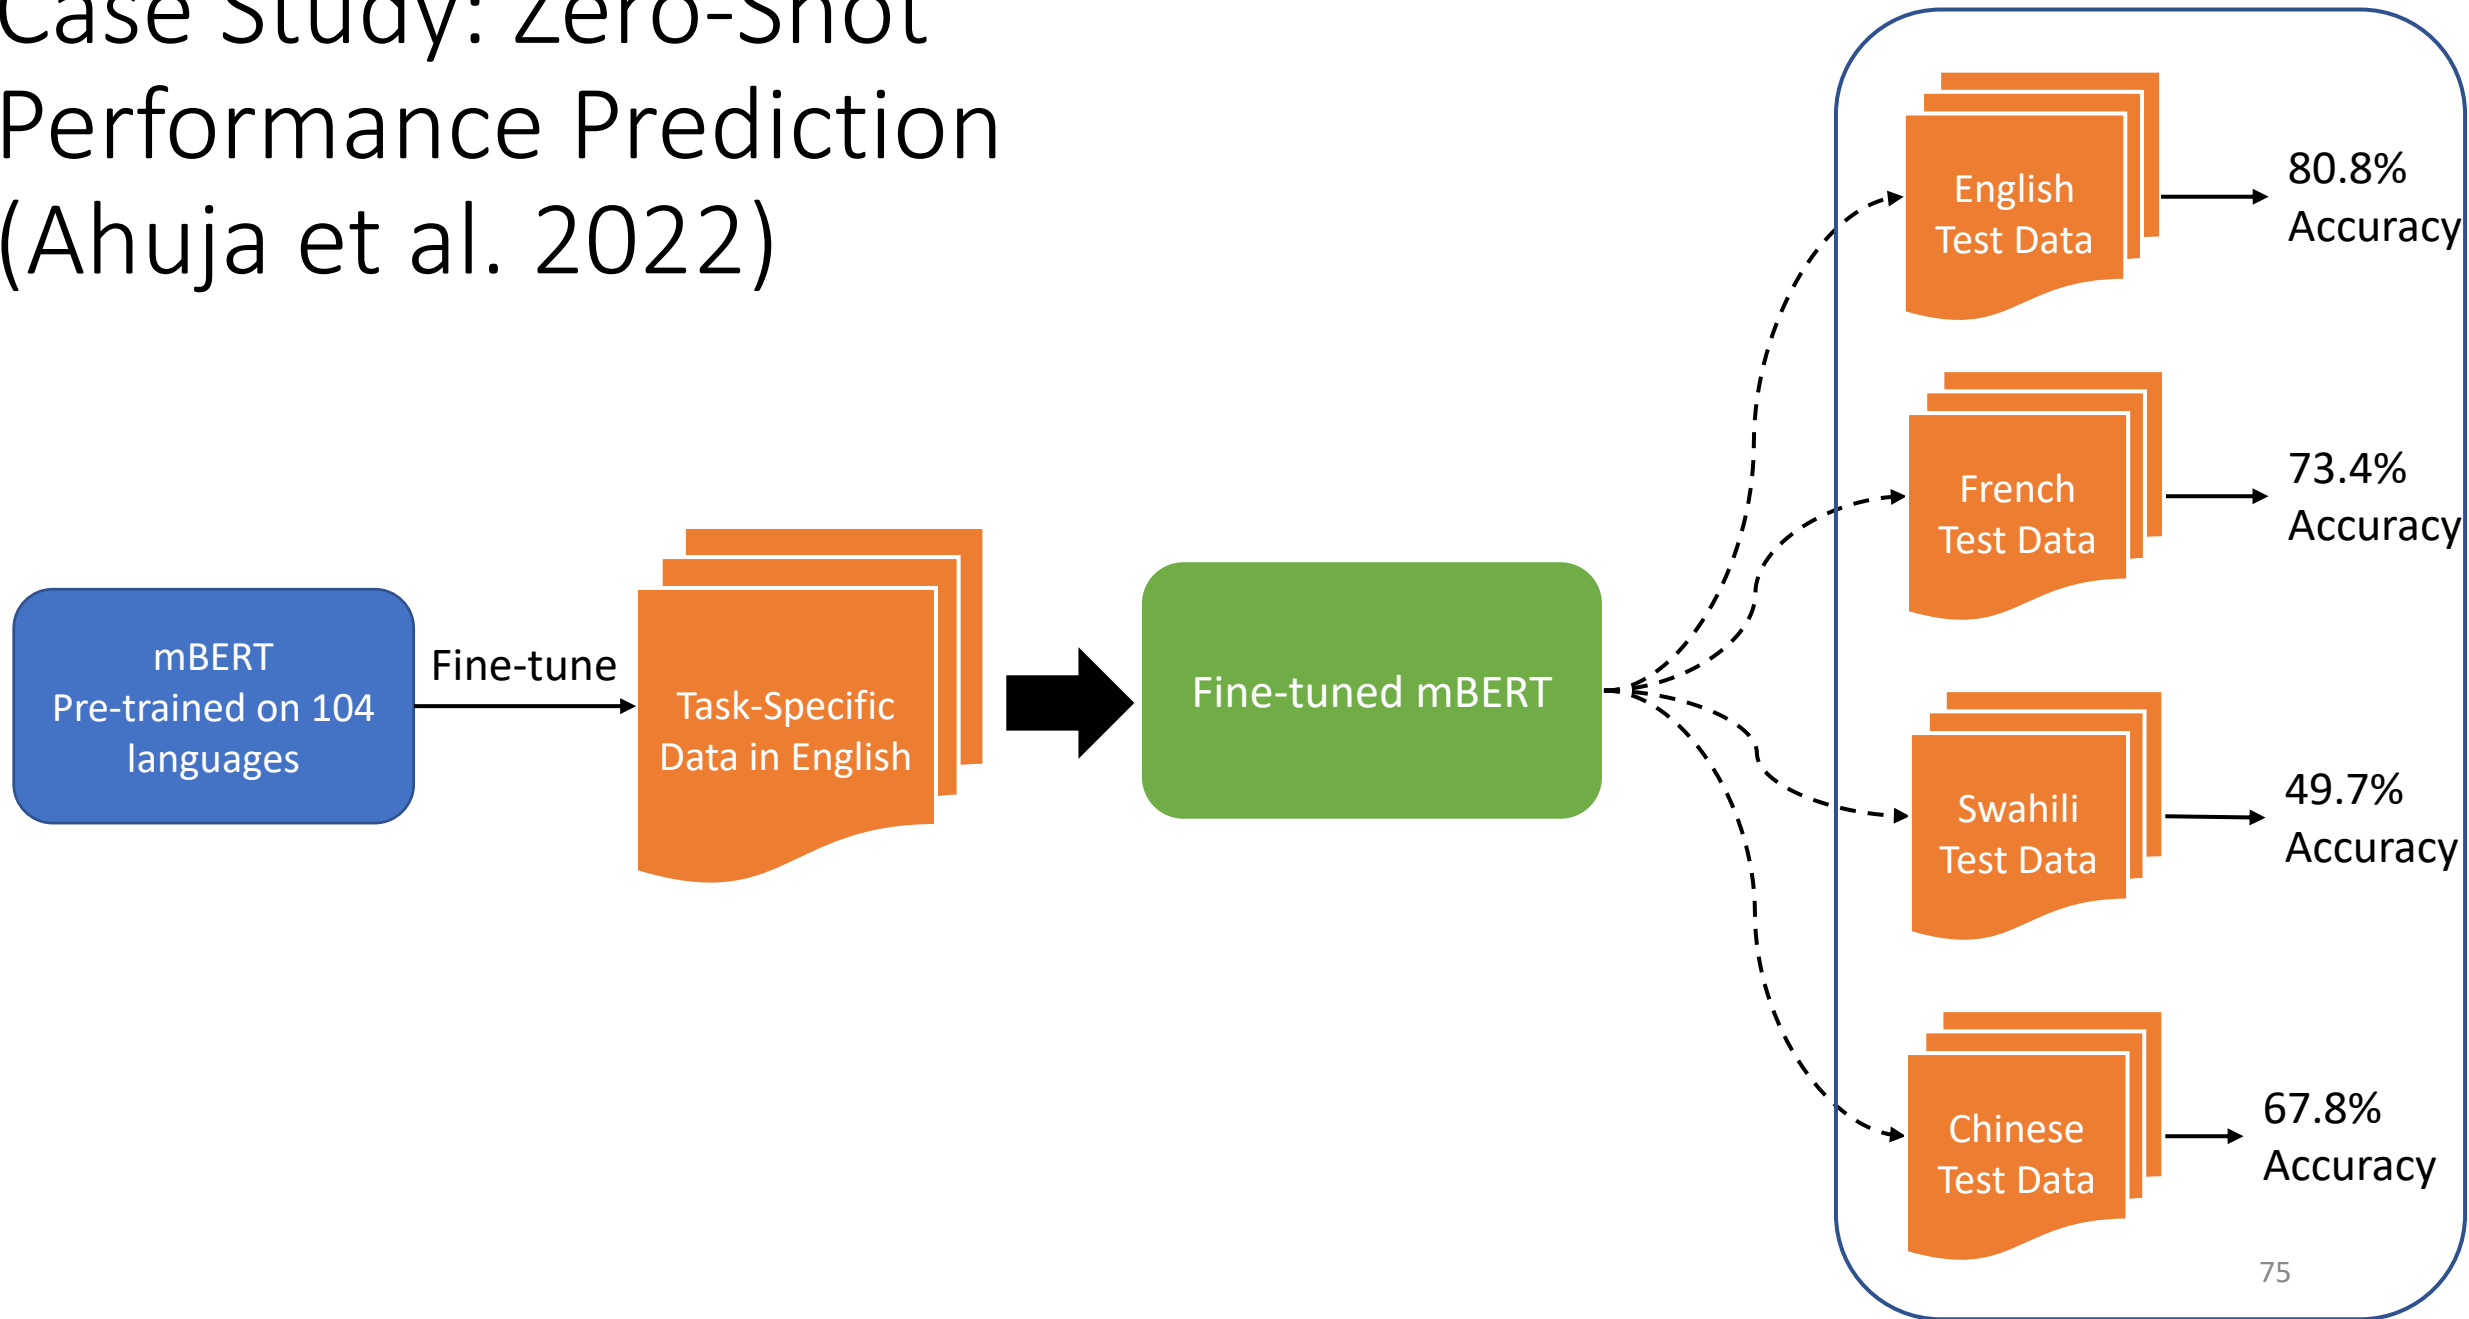 Case Study: Zero-Shot
Performance Prediction
(Ahuja et al. 2022)
mBERT
Pre-trained on 104
languages
Fine-tune
Task-Specific
Data in English
Fine-tuned mBERT
English
Test Data
80.8%
Accuracy
French
Test Data
73.4%
Accuracy
Swahili
Test Data
49.7%
Accuracy
Chinese
Test Data
67.8%
Accuracy
75